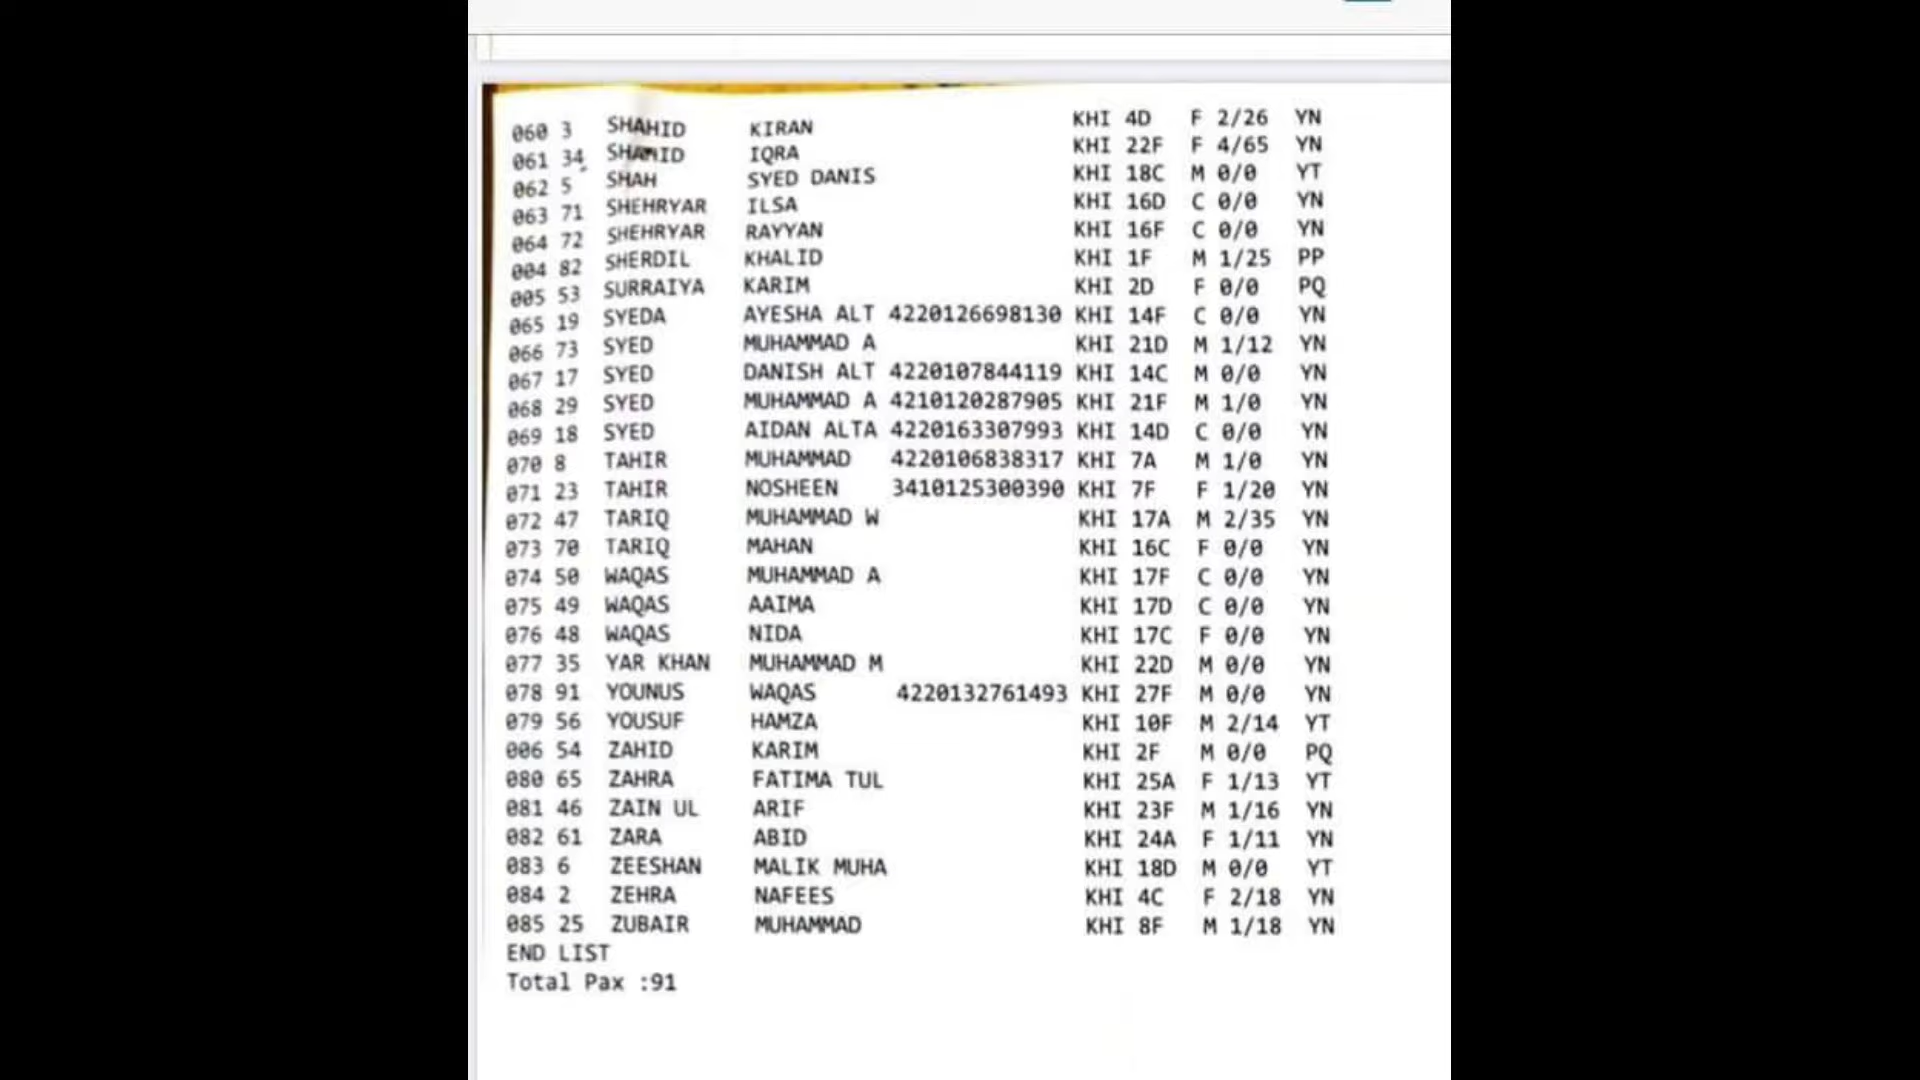 060 3 SHAHID KIRAN KHI 4D F 2/26 YN
061 34 SHAHID IQRA KHI 22F F 4/65 YN
062 5 SHAH SYED DANIS KHI 18C M 0/0 YT
063 71 SHEHRYAR ILSA KHI 16D C 0/0 YN
064 72 SHEHRYAR RAYYAN KHI 16F C 0/0 YN
004 82 SHERDIL KHALID KHI 1F M 1/25 PP
005 53 SURRAIYA KARIM KHI 2D F 0/0 PQ
065 19 SYEDA AYESHA ALT 4220126698130 KHI 14F C 0/0 YN
066 73 SYED MUHAMMAD A KHI 21D M 1/12 YN
067 17 SYED DANISH ALT 4220107844119 KHI 14C M 0/0 YN
068 29 SYED MUHAMMAD A 4210120287905 KHI 21F M 1/0 YN
069 18 SYED AIDAN ALTA 4220163307993 KHI 14D C 0/0 YN
070 8 TAHIR MUHAMMAD 4220106838317 KHI 7A M 1/0 YN
071 23 TAHIR NOSHEEN 3410125300390 KHI 7F F 1/20 YN
072 47 TARIQ MUHAMMAD W KHI 17A M 2/35 YN
073 70 TARIQ MAHAN KHI 16C F 0/0 YN
074 50 WAQAS MUHAMMAD A KHI 17F C 0/0 YN
075 49 WAQAS AAIMA KHI 17D C 0/0 YN
076 48 WAQAS NIDA KHI 17C F 0/0 YN
077 35 YAR KHAN MUHAMMAD M KHI 22D M 0/0 YN
078 91 YOUNUS WAQAS 4220132761493 KHI 27F M 0/0 YN
079 56 YOUSUF HAMZA KHI 10F M 2/14 YT
006 54 ZAHID KARIM KHI 2F M 0/0 PQ
080 65 ZAHRA FATIMA TUL KHI 25A F 1/13 YT
081 46 ZAIN UL ARIF KHI 23F M 1/16 YN
082 61 ZARA ABID KHI 24A F 1/11 YN
083 6 ZEESHAN MALIK MUHA KHI 18D M 0/0 YT
084 2 ZEHRA NAFEES KHI 4C F 2/18 YN
085 25 ZUBAIR MUHAMMAD KHI 8F M 1/18 YN
END LIST
Total Pax :91